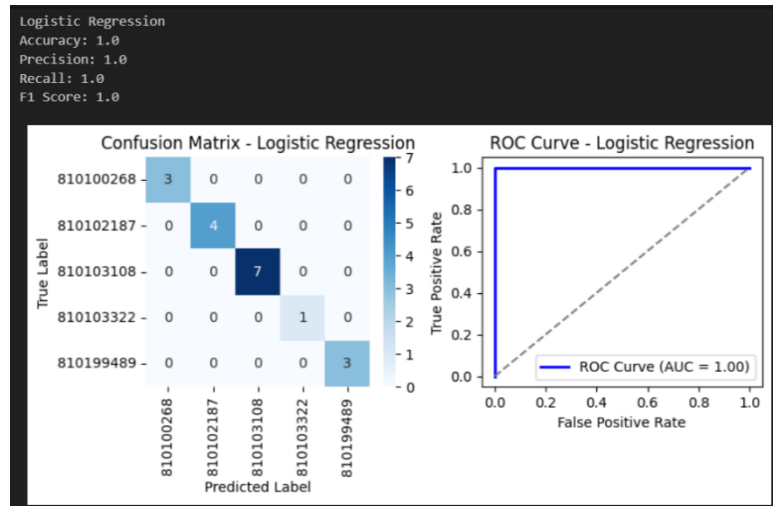 Logistic Regression
Accuracy: 1.0
Precision: 1.0
Recall: 1.0
F1 Score: 1.0
Confusion Matrix - Logistic Regression
True Label
810100268 3 0 0 0 0
810102187 0 4 0 0 0
810103108 0 0 7 0 0
810103322 0 0 0 1 0
810199489 0 0 0 0 3
810100268
810102187
810103108
810103322
810199489
Predicted Label
7
6
5
4
3
2
1
0
ROC Curve - Logistic Regression
True Positive Rate
1.0
0.8
0.6
0.4
0.2
0.0
ROC Curve (AUC = 1.00)
0.0 0.2 0.4 0.6 0.8 1.0
False Positive Rate